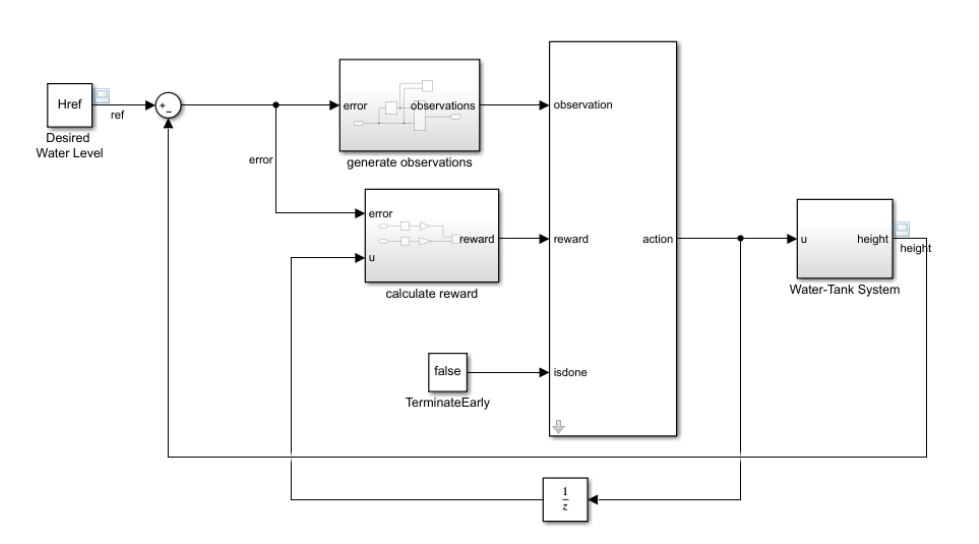 Href
ref
Desired
Water Level
+
-
error
error
observations
generate observations
error
u
reward
calculate reward
false
TerminateEarly
observation
reward
isdone
action
u
height
height
Water-Tank System
1
z